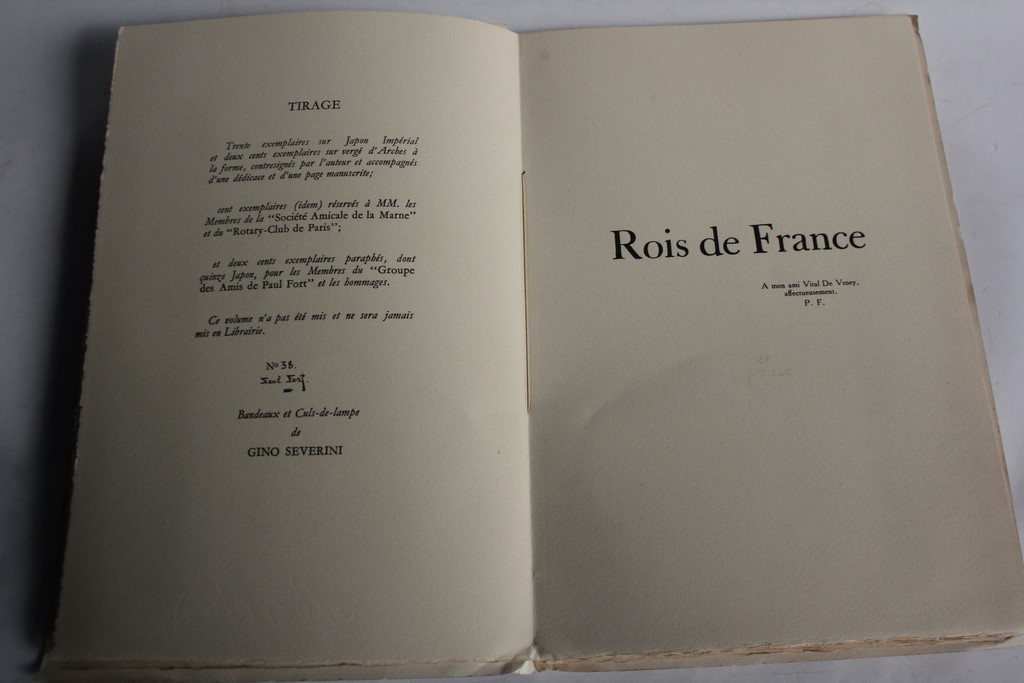 TIRAGE
Trente exemplaires sur Japon Impérial
et deux cents exemplaires sur vergé d'Arches à
la forme, contresignés par l'auteur et accompagnés
d'une dédicace et d'une page manuscrite;
cent exemplaires (idem) réservés à MM. les
Membres de la "Société Amicale de la Marne"
et du "Rotary-Club de Paris";
et deux cents exemplaires paraphés, dont
quinze Japon, pour les Membres du "Groupe
des Amis de Paul Fort" et les hommages.
Ce volume n'a pas été mis et ne sera jamais
mis en Librairie.
No 38.
Paul Fort.
Bandeaux et Culs-de-lampe
de
GINO SEVERINI
Rois de France
A mon ami Vital De Vroey,
affectueusement.
P. F.